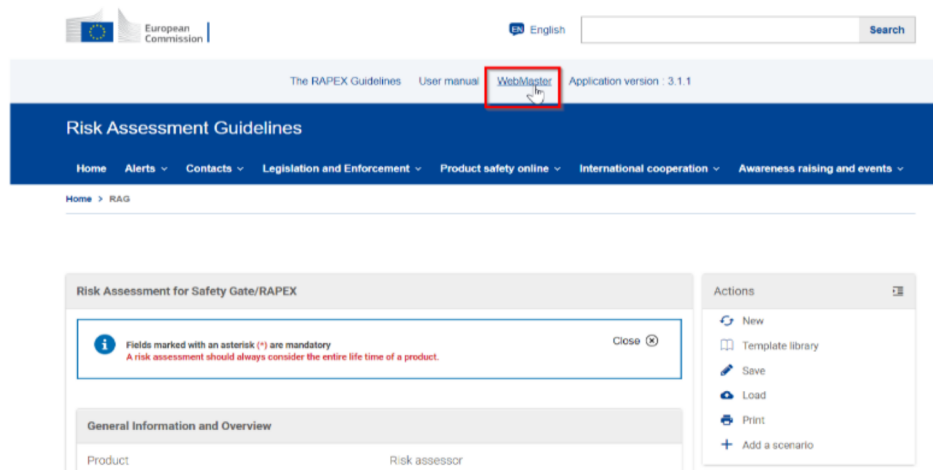 European
Commission
EN English
Search
The RAPEX Guidelines User manual WebMaster Application version : 3.1.1
Risk Assessment Guidelines
Home Alerts Contacts Legislation and Enforcement Product safety online International cooperation Awareness raising and events
Home > RAG
Risk Assessment for Safety Gate/RAPEX
Actions
Fields marked with an asterisk (*) are mandatory
A risk assessment should always consider the entire life time of a product.
Close
New
Template library
Save
Load
Print
Add a scenario
General Information and Overview
Product Risk assessor